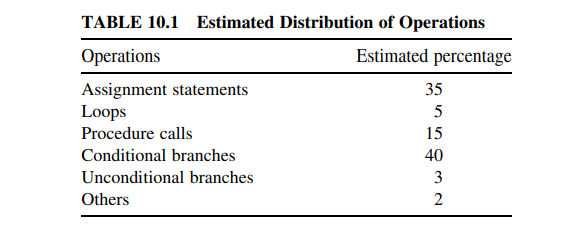 TABLE 10.1 Estimated Distribution of Operations
Operations Estimated percentage
Assignment statements 35
Loops 5
Procedure calls 15
Conditional branches 40
Unconditional branches 3
Others 2